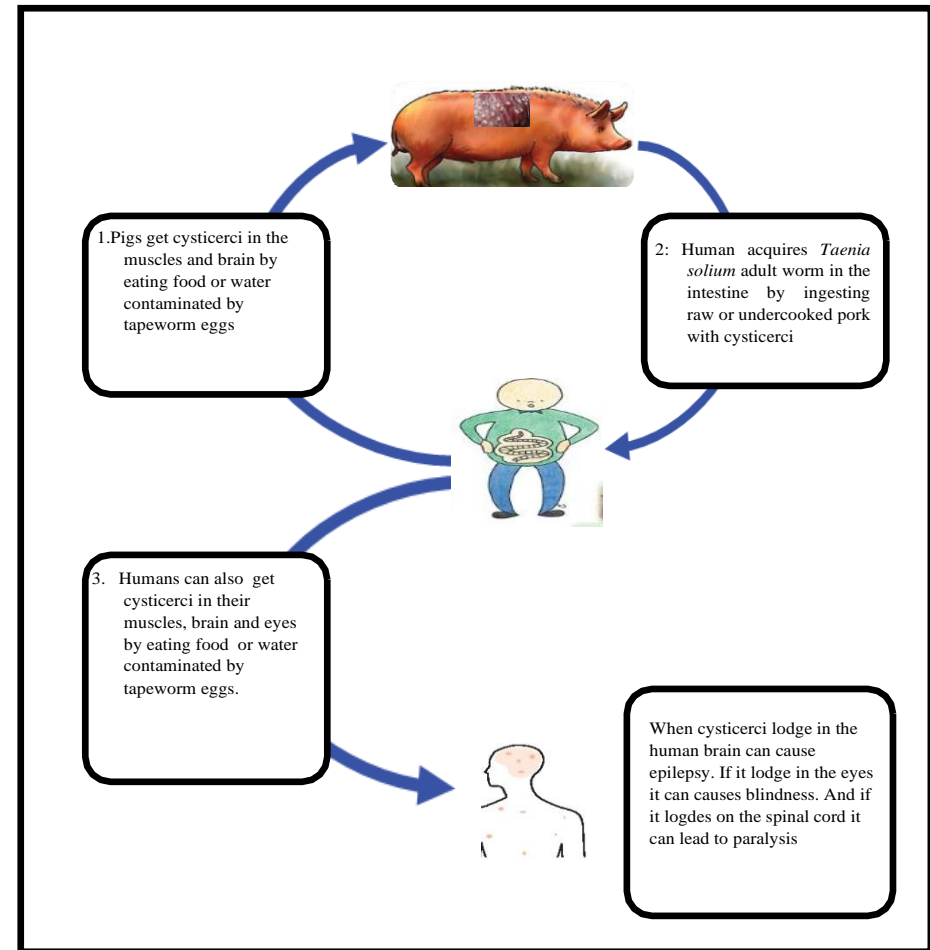 1.Pigs get cysticerci in the
muscles and brain by
eating food or water
contaminated by
tapeworm eggs
2: Human acquires Taenia
solium adult worm in the
intestine by ingesting
raw or undercooked pork
with cysticerci
3. Humans can also get
cysticerci in their
muscles, brain and eyes
by eating food or water
contaminated by
tapeworm eggs.
When cysticerci lodge in the
human brain can cause
epilepsy. If it lodge in the eyes
it can causes blindness. And if
it logdes on the spinal cord it
can lead to paralysis